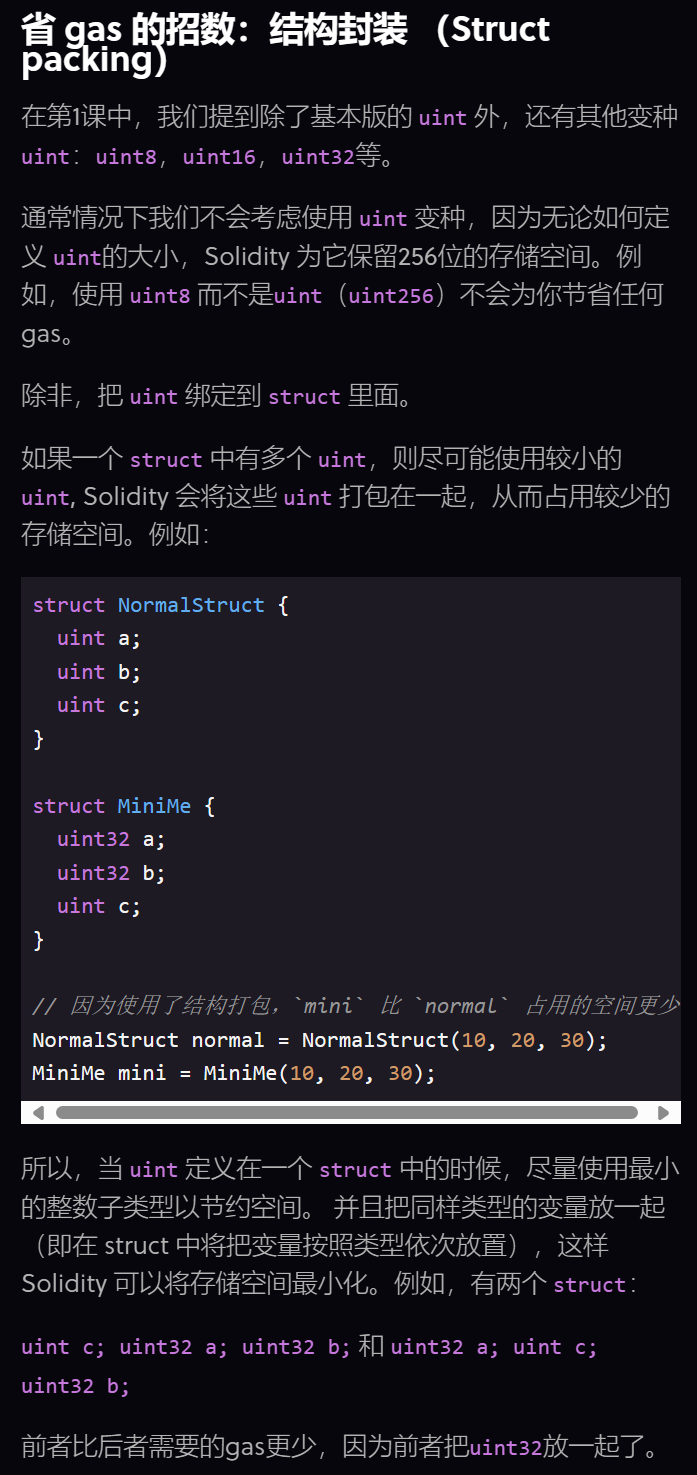 省 gas 的招数：结构封装 （Struct
packing）
在第1课中，我们提到除了基本版的 uint 外，还有其他变种
uint：uint8，uint16，uint32等。
通常情况下我们不会考虑使用 uint 变种，因为无论如何定
义 uint的大小，Solidity 为它保留256位的存储空间。例
如，使用 uint8 而不是uint（uint256）不会为你节省任何
gas。
除非，把 uint 绑定到 struct 里面。
如果一个 struct 中有多个 uint，则尽可能使用较小的
uint, Solidity 会将这些 uint 打包在一起，从而占用较少的
存储空间。例如：
struct NormalStruct {
  uint a;
  uint b;
  uint c;
}
struct MiniMe {
  uint32 a;
  uint32 b;
  uint c;
}
// 因为使用了结构打包，`mini` 比 `normal` 占用的空间更少
NormalStruct normal = NormalStruct(10, 20, 30);
MiniMe mini = MiniMe(10, 20, 30);
所以，当 uint 定义在一个 struct 中的时候，尽量使用最小
的整数子类型以节约空间。 并且把同样类型的变量放一起
（即在 struct 中将把变量按照类型依次放置），这样
Solidity 可以将存储空间最小化。例如，有两个 struct：
uint c; uint32 a; uint32 b; 和 uint32 a; uint c;
uint32 b;
前者比后者需要的gas更少，因为前者把uint32放一起了。